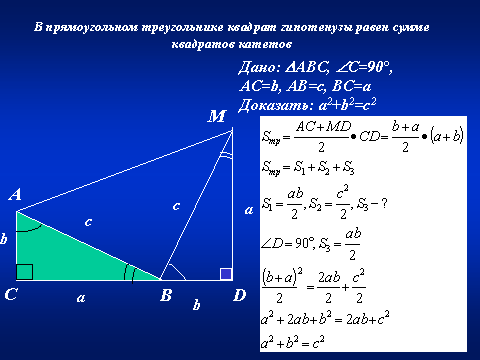 В прямоугольном треугольнике квадрат гипотенузы равен сумме
квадратов катетов
Дано: ΔABC, ∠C=90°,
AC=b, AB=c, BC=a
Доказать: a²+b²=c²
M
A
c
c
a
b
C
a
B
b
D
Sтр = (AC+MD)/2 • CD = (b+a)/2 • (a+b)
Sтр = S₁+S₂+S₃
S₁ = ab/2, S₂ = c²/2, S₃ – ?
∠D = 90°, S₃ = ab/2
(b+a)²/2 = 2ab/2 + c²/2
a²+2ab+b² = 2ab+c²
a²+b² = c²